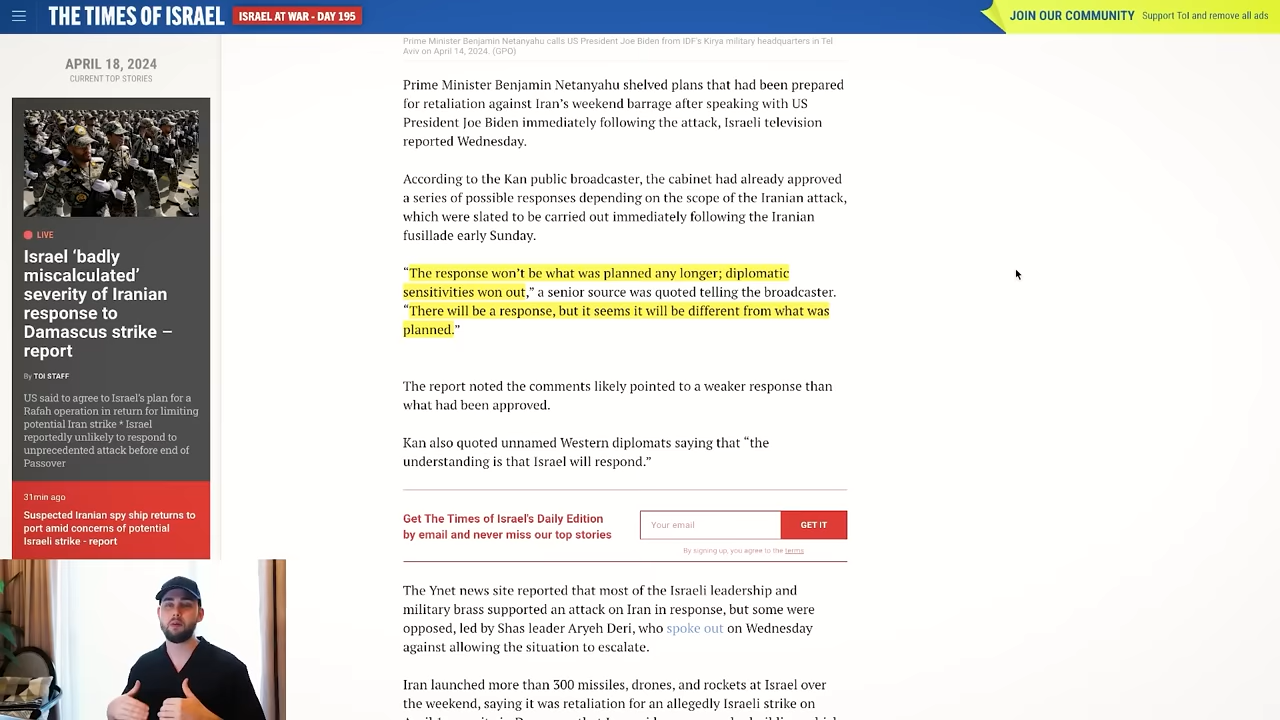 THE TIMES OF ISRAEL
ISRAEL AT WAR - DAY 195
JOIN OUR COMMUNITY
Support ToI and remove all ads
APRIL 18, 2024
CURRENT TOP STORIES
LIVE
Israel ‘badly
miscalculated’
severity of Iranian
response to
Damascus strike –
report
By TOI STAFF
US said to agree to Israel's plan for a
Rafah operation in return for limiting
potential Iran strike * Israel
reportedly unlikely to respond to
unprecedented attack before end of
Passover
31min ago
Suspected Iranian spy ship returns to
port amid concerns of potential
Israeli strike - report
Prime Minister Benjamin Netanyahu calls US President Joe Biden from IDF's Kirya military headquarters in Tel
Aviv on April 14, 2024. (GPO)
Prime Minister Benjamin Netanyahu shelved plans that had been prepared
for retaliation against Iran’s weekend barrage after speaking with US
President Joe Biden immediately following the attack, Israeli television
reported Wednesday.
According to the Kan public broadcaster, the cabinet had already approved
a series of possible responses depending on the scope of the Iranian attack,
which were slated to be carried out immediately following the Iranian
fusillade early Sunday.
“The response won’t be what was planned any longer; diplomatic
sensitivities won out,” a senior source was quoted telling the broadcaster.
“There will be a response, but it seems it will be different from what was
planned.”
The report noted the comments likely pointed to a weaker response than
what had been approved.
Kan also quoted unnamed Western diplomats saying that “the
understanding is that Israel will respond.”
Get The Times of Israel's Daily Edition
by email and never miss our top stories
Your email
GET IT
By signing up, you agree to the terms
The Ynet news site reported that most of the Israeli leadership and
military brass supported an attack on Iran in response, but some were
opposed, led by Shas leader Aryeh Deri, who spoke out on Wednesday
against allowing the situation to escalate.
Iran launched more than 300 missiles, drones, and rockets at Israel over
the weekend, saying it was retaliation for an allegedly Israeli strike on